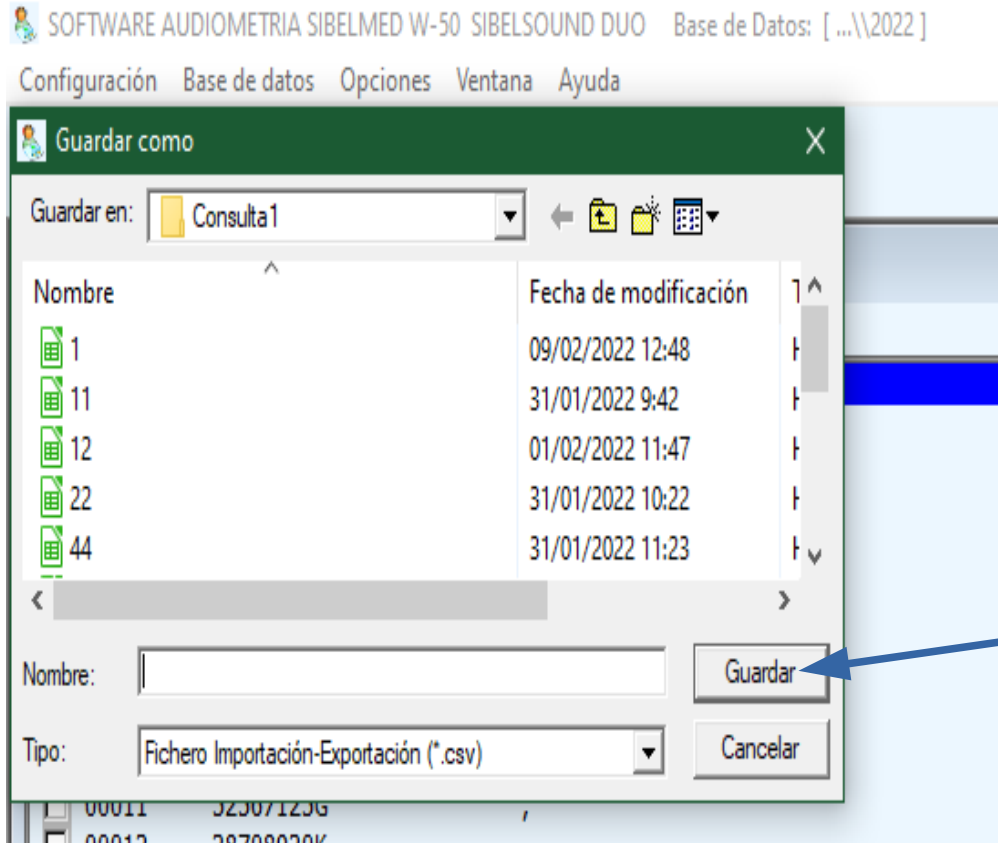 SOFTWARE AUDIOMETRIA SIBELMED W-50 SIBELSOUND DUO Base de Datos: [ ...\\2022 ]
Configuración Base de datos Opciones Ventana Ayuda
Guardar como
Guardar en: Consulta1
Nombre Fecha de modificación
1 09/02/2022 12:48
11 31/01/2022 9:42
12 01/02/2022 11:47
22 31/01/2022 10:22
44 31/01/2022 11:23
Nombre: Guardar
Tipo: Fichero Importación-Exportación (*.csv) Cancelar
00011